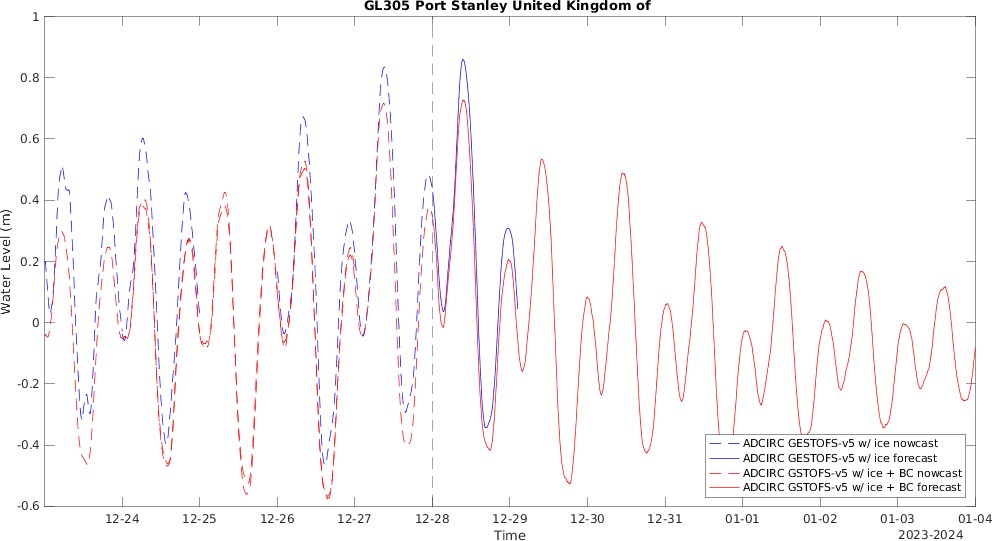 GL305 Port Stanley United Kingdom of
1
0.8
0.6
0.4
0.2
0
-0.2
-0.4
-0.6
Water Level (m)
12-24 12-25 12-26 12-27 12-28 12-29 12-30 12-31 01-01 01-02 01-03 01-04
Time
2023-2024
ADCIRC GESTOFS-v5 w/ ice nowcast
ADCIRC GESTOFS-v5 w/ ice forecast
ADCIRC GSTOFS-v5 w/ ice + BC nowcast
ADCIRC GSTOFS-v5 w/ ice + BC forecast